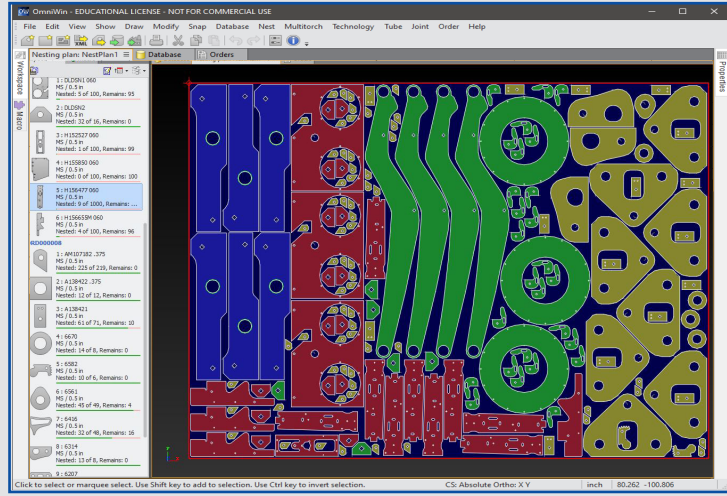 OmniWin - EDUCATIONAL LICENSE - NOT FOR COMMERCIAL USE
File Edit View Show Draw Modify Snap Database Nest Multitorch Technology Tube Joint Order Help
Nesting plan: NestPlan1 Database Orders
Workspace
Macro
Properties
1 : DLDSN1 060
MS / 0.5 in
Nested: 5 of 100, Remains: 95
2 : DLDSN2
MS / 0.5 in
Nested: 32 of 16, Remains: 0
3 : H152527 060
MS / 0.5 in
Nested: 1 of 100, Remains: 99
4 : H155850 060
MS / 0.5 in
Nested: 0 of 100, Remains: 100
5 : H156477 060
MS / 0.5 in
Nested: 9 of 1000, Remains: ...
6 : H156655M 060
MS / 0.5 in
Nested: 4 of 100, Remains: 96
RD000008
1 : AM107182 .375
MS / 0.5 in
Nested: 225 of 219, Remains: 0
2 : A138422 .375
MS / 0.5 in
Nested: 12 of 12, Remains: 0
3 : A138421
MS / 0.5 in
Nested: 61 of 71, Remains: 10
4 : 6670
MS / 0.5 in
Nested: 14 of 8, Remains: 0
5 : 6582
MS / 0.5 in
Nested: 10 of 6, Remains: 0
6 : 6561
MS / 0.5 in
Nested: 45 of 49, Remains: 4
7 : 6416
MS / 0.5 in
Nested: 32 of 48, Remains: 16
8 : 6314
MS / 0.5 in
Nested: 13 of 8, Remains: 0
9 : 6207
Click to select or marquee select. Use Shift key to add to selection. Use Ctrl key to invert selection. CS: Absolute Ortho: X Y inch 80.262 -100.806